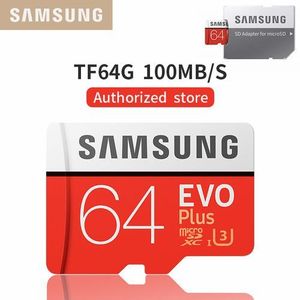 SAMSUNG
SAMSUNG
64
SD Adapter for microSD
TF64G 100MB/S
Authorized store
SAMSUNG
64
EVO
Plus
micro
SD
XC I U3